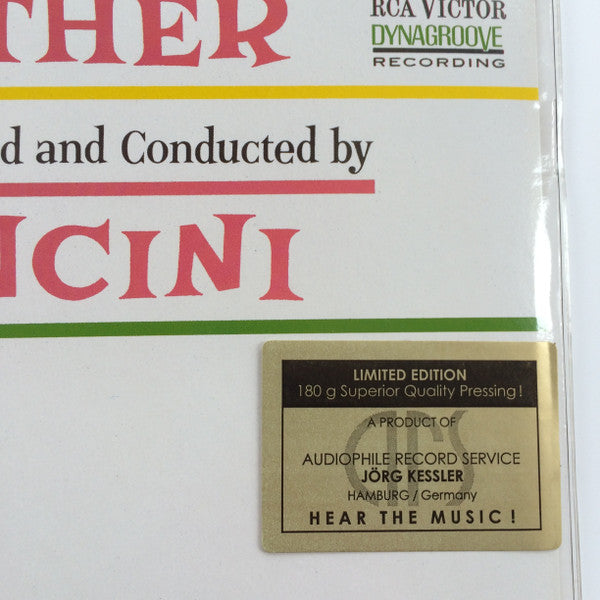 THER
RCA VICTOR
DYNAGROOVE
RECORDING
d and Conducted by
NCINI
LIMITED EDITION
180 g Superior Quality Pressing!
A PRODUCT OF
ARS
AUDIOPHILE RECORD SERVICE
JÖRG KESSLER
HAMBURG / Germany
HEAR THE MUSIC!